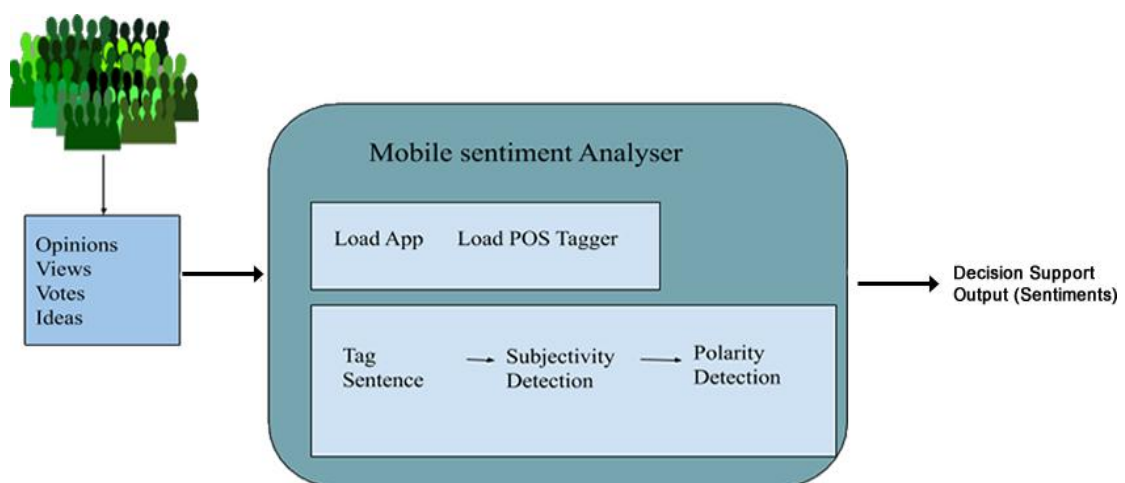 Mobile sentiment Analyser
Opinions
Views
Votes
Ideas
Load App Load POS Tagger
Tag
Sentence
Subjectivity
Detection
Polarity
Detection
Decision Support
Output (Sentiments)